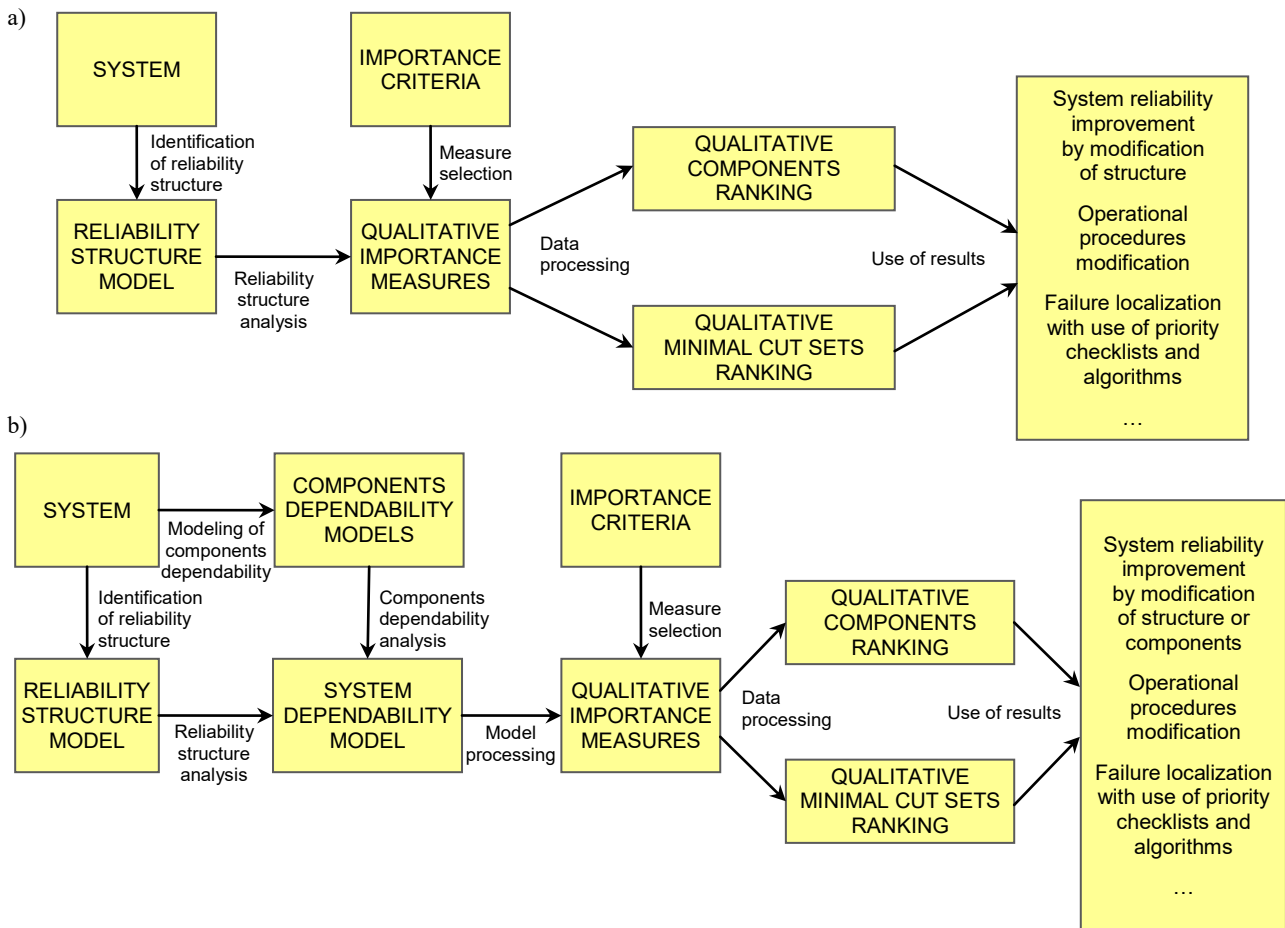 a)
SYSTEM
IMPORTANCE
CRITERIA
Identification
of reliability
structure
Measure
selection
RELIABILITY
STRUCTURE
MODEL
Reliability
structure
analysis
QUALITATIVE
IMPORTANCE
MEASURES
Data
processing
QUALITATIVE
COMPONENTS
RANKING
QUALITATIVE
MINIMAL CUT SETS
RANKING
Use of results
System reliability
improvement
by modification
of structure
Operational
procedures
modification
Failure localization
with use of priority
checklists and
algorithms
…
b)
SYSTEM
Modeling of
components
dependability
COMPONENTS
DEPENDABILITY
MODELS
IMPORTANCE
CRITERIA
Identification
of reliability
structure
Components
dependability
analysis
Measure
selection
RELIABILITY
STRUCTURE
MODEL
Reliability
structure
analysis
SYSTEM
DEPENDABILITY
MODEL
Model
processing
QUALITATIVE
IMPORTANCE
MEASURES
Data
processing
QUALITATIVE
COMPONENTS
RANKING
QUALITATIVE
MINIMAL CUT SETS
RANKING
Use of results
System reliability
improvement
by modification
of structure or
components
Operational
procedures
modification
Failure localization
with use of priority
checklists and
algorithms
…